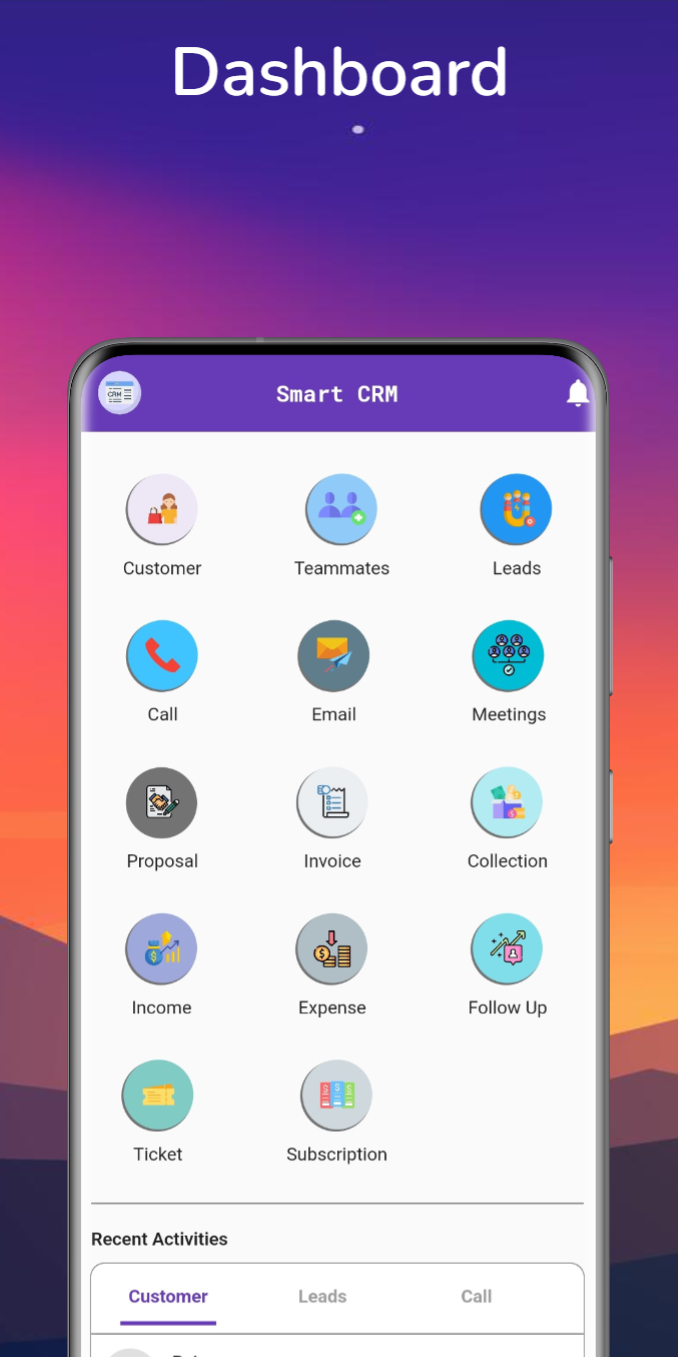 Dashboard
CRM
Smart CRM
Customer Teammates Leads
Call Email Meetings
Proposal Invoice Collection
Income Expense Follow Up
Ticket Subscription
Recent Activities
Customer Leads Call